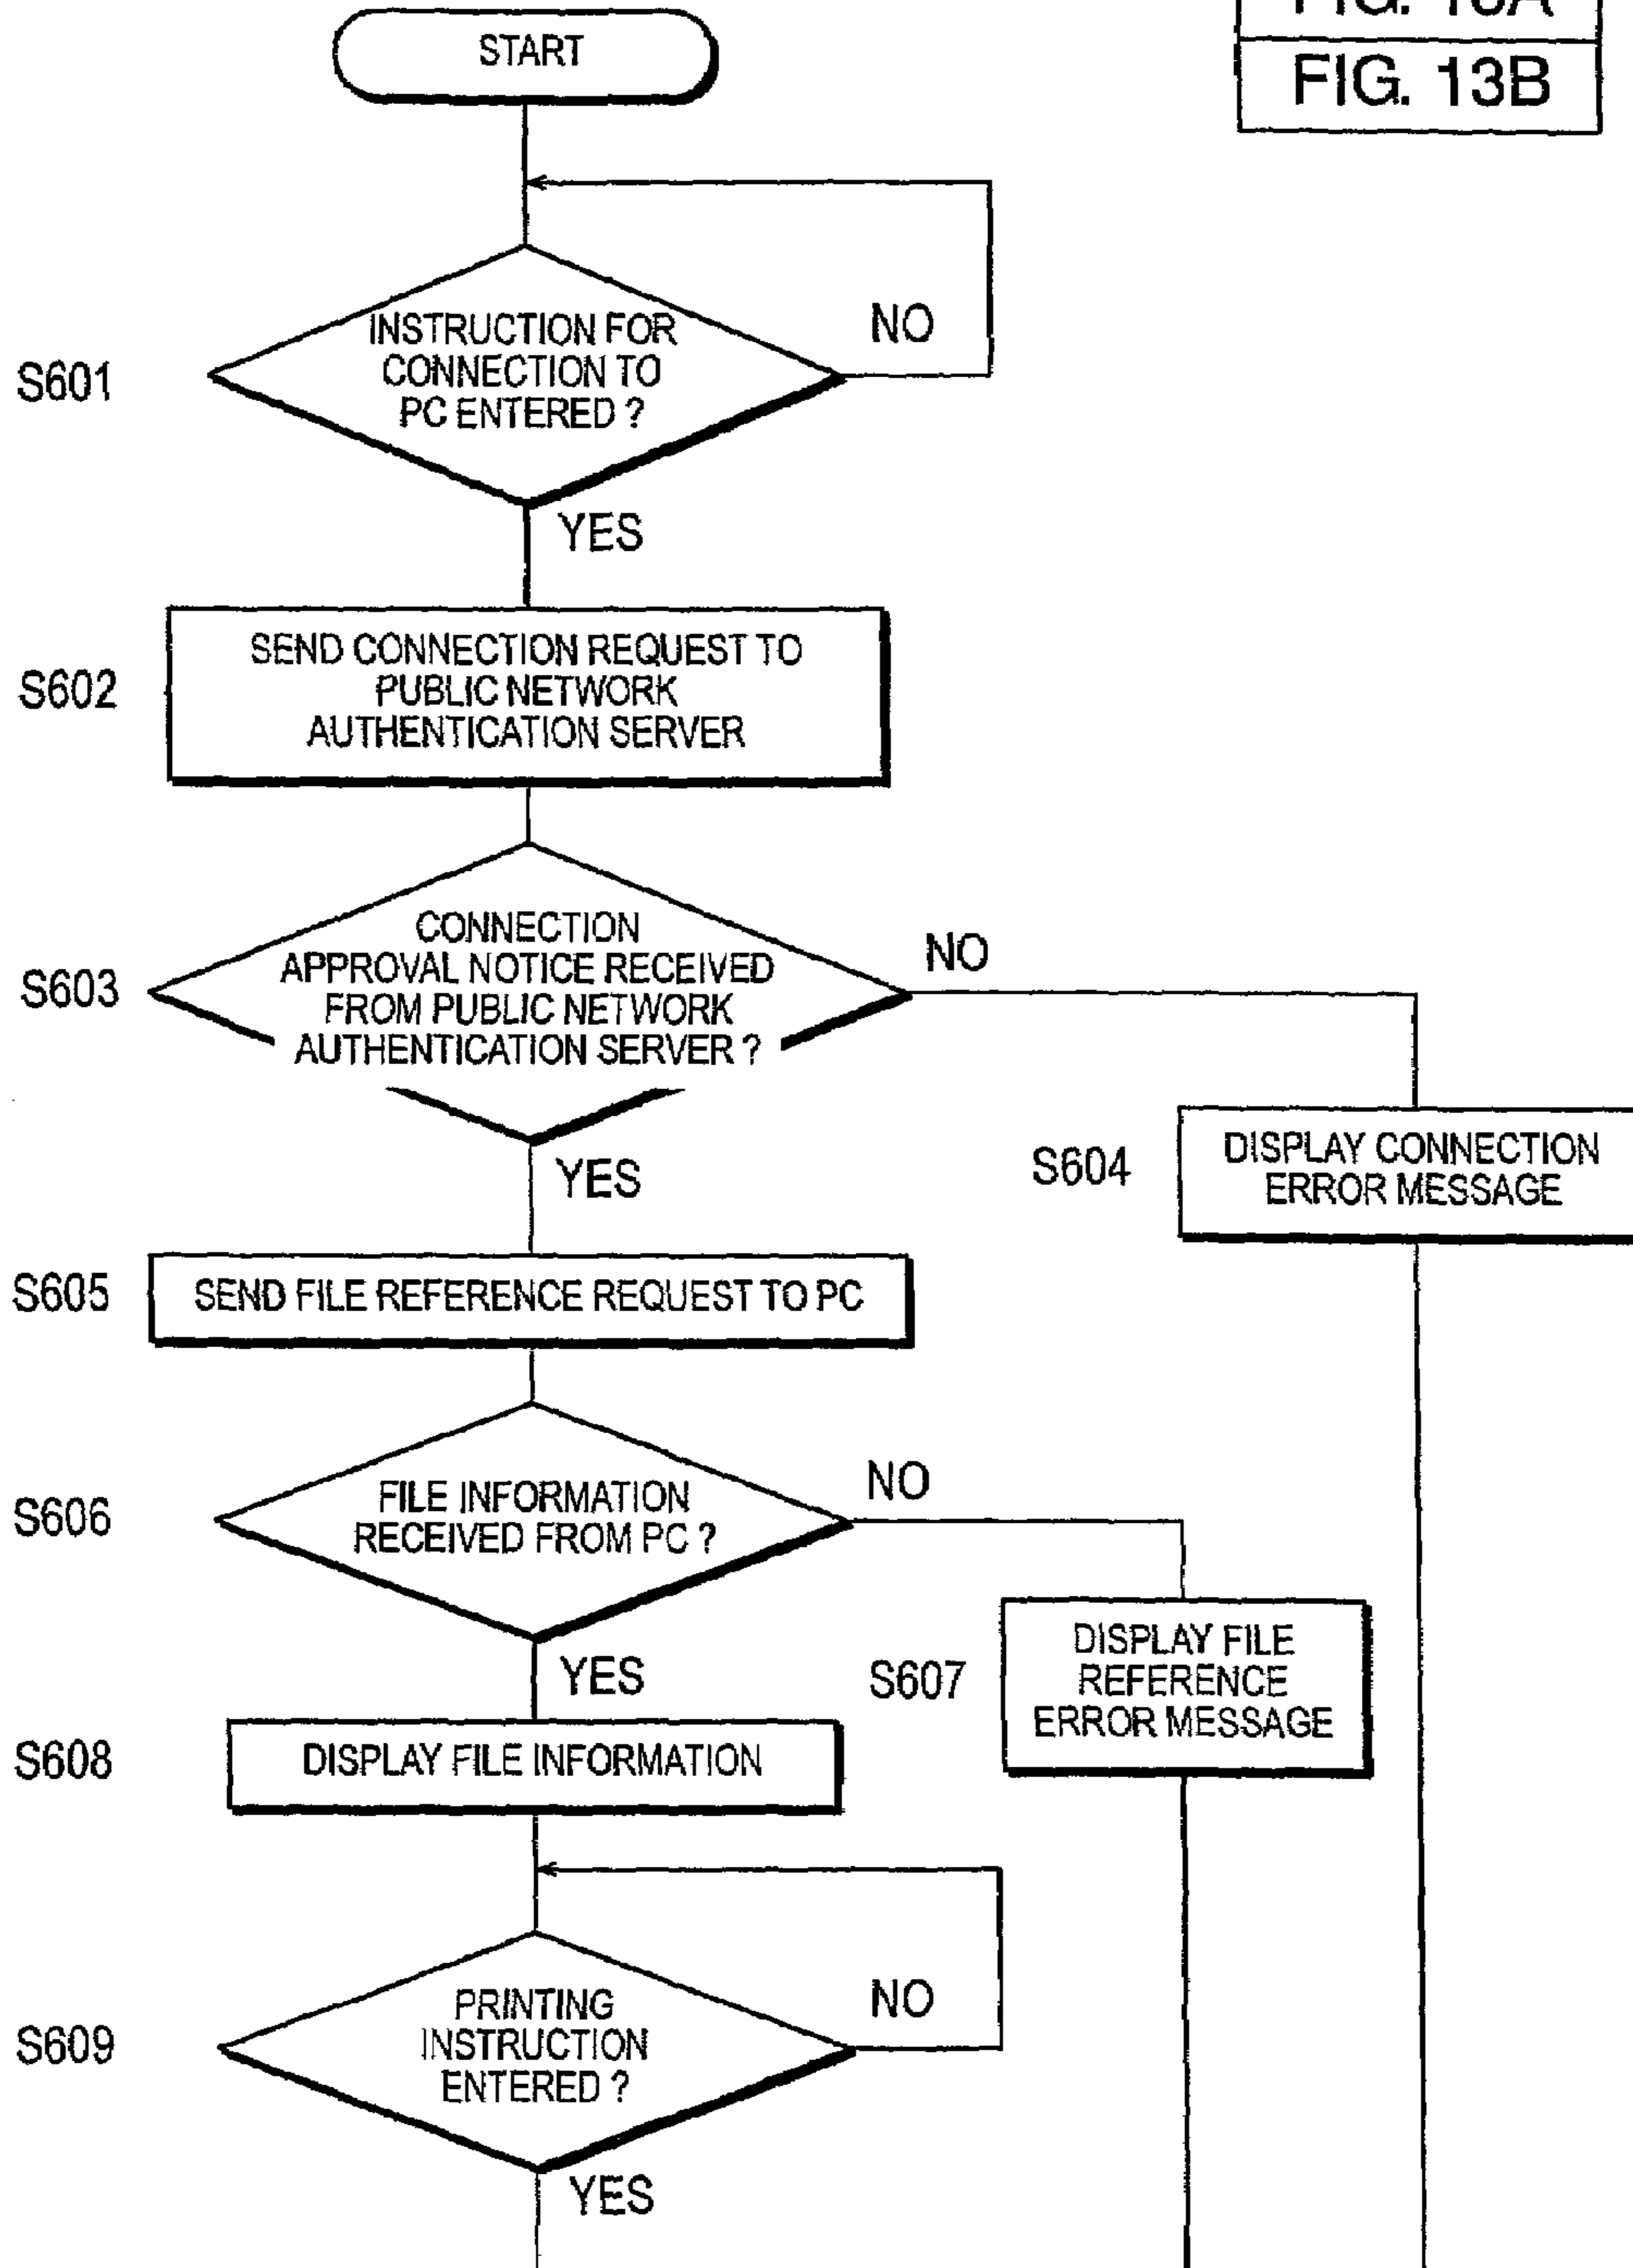 START
FIG. 13B
INSTRUCTION FOR
CONNECTION TO
PC ENTERED ?
NO
S601
YES
SEND CONNECTION REQUEST TO
PUBLIC NETWORK
AUTHENTICATION SERVER
S602
CONNECTION
APPROVAL NOTICE RECEIVED
FROM PUBLIC NETWORK
AUTHENTICATION SERVER ?
NO
S603
YES
S604
DISPLAY CONNECTION
ERROR MESSAGE
S605
SEND FILE REFERENCE REQUEST TO PC
S606
FILE INFORMATION
RECEIVED FROM PC ?
NO
YES
S607
DISPLAY FILE
REFERENCE
ERROR MESSAGE
S608
DISPLAY FILE INFORMATION
S609
PRINTING
INSTRUCTION
ENTERED ?
NO
YES